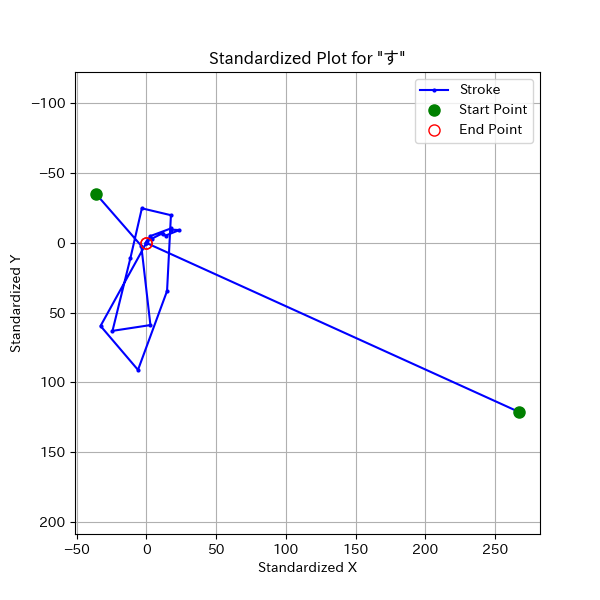 Standardized Plot for "す"
Stroke
Start Point
End Point
−100
−50
0
50
100
150
200
Standardized Y
−50 0 50 100 150 200 250
Standardized X